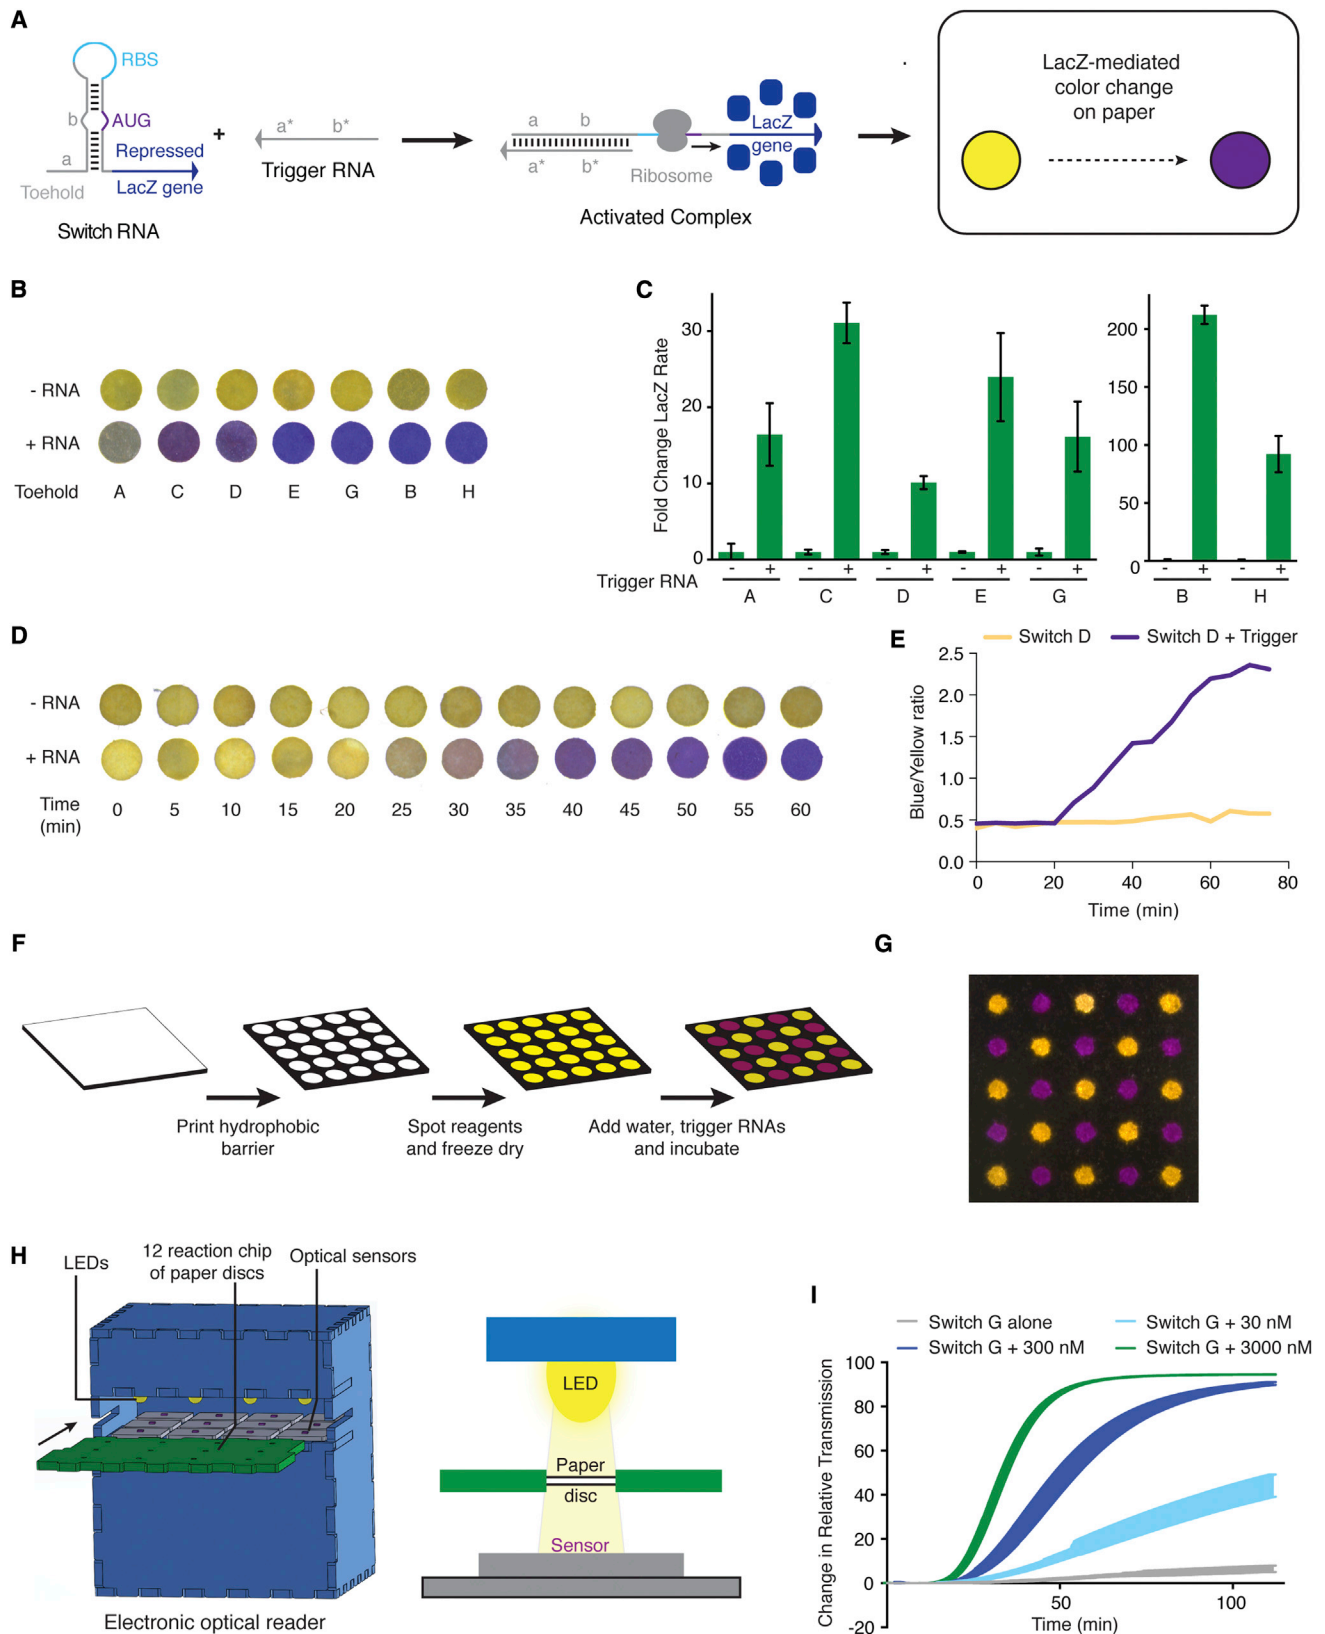 A
RBS
b
AUG
a
Repressed
LacZ gene
Toehold
Switch RNA
+
a* b*
Trigger RNA
a b
a* b*
Ribosome
LacZ
gene
Activated Complex
LacZ-mediated
color change
on paper
B
- RNA
+ RNA
Toehold A C D E G B H
C
Fold Change LacZ Rate
30
20
10
0
200
150
100
50
0
Trigger RNA - + - + - + - + - + - + - +
A C D E G B H
D
- RNA
+ RNA
Time
(min)
0 5 10 15 20 25 30 35 40 45 50 55 60
E
Switch D Switch D + Trigger
Blue/Yellow ratio
2.5
2.0
1.5
1.0
0.5
0.0
0 20 40 60 80
Time (min)
F
Print hydrophobic
barrier
Spot reagents
and freeze dry
Add water, trigger RNAs
and incubate
G
H
LEDs
12 reaction chip
of paper discs
Optical sensors
Electronic optical reader
LED
Paper
disc
Sensor
I
Switch G alone Switch G + 30 nM
Switch G + 300 nM Switch G + 3000 nM
Change in Relative Transmission
100
80
60
40
20
0
-20
50 100
Time (min)